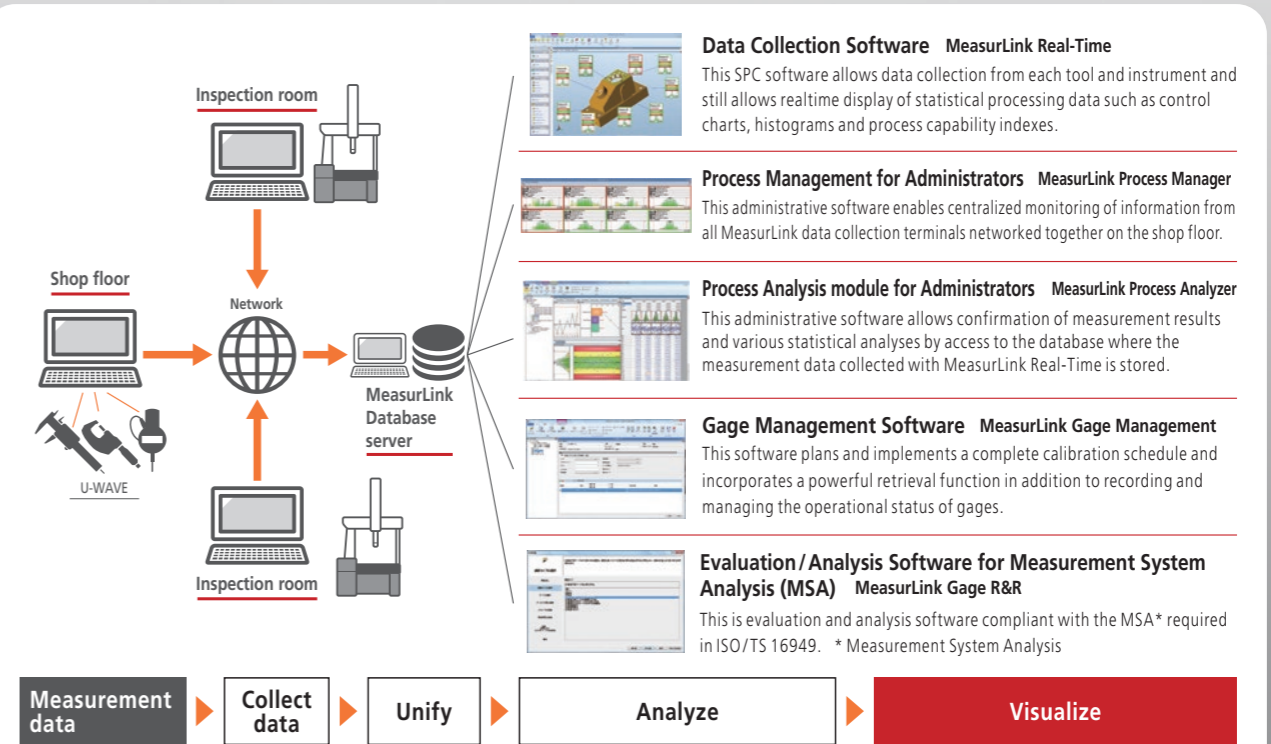 Inspection room
Shop floor
Network
U-WAVE
MeasurLink
Database
server
Inspection room
Data Collection Software MeasurLink Real-Time
This SPC software allows data collection from each tool and instrument and
still allows realtime display of statistical processing data such as control
charts, histograms and process capability indexes.
Process Management for Administrators MeasurLink Process Manager
This administrative software enables centralized monitoring of information from
all MeasurLink data collection terminals networked together on the shop floor.
Process Analysis module for Administrators MeasurLink Process Analyzer
This administrative software allows confirmation of measurement results
and various statistical analyses by access to the database where the
measurement data collected with MeasurLink Real-Time is stored.
Gage Management Software MeasurLink Gage Management
This software plans and implements a complete calibration schedule and
incorporates a powerful retrieval function in addition to recording and
managing the operational status of gages.
Evaluation/Analysis Software for Measurement System
Analysis (MSA) MeasurLink Gage R&R
This is evaluation and analysis software compliant with the MSA* required
in ISO/TS 16949. * Measurement System Analysis
Measurement
data
Collect
data
Unify
Analyze
Visualize